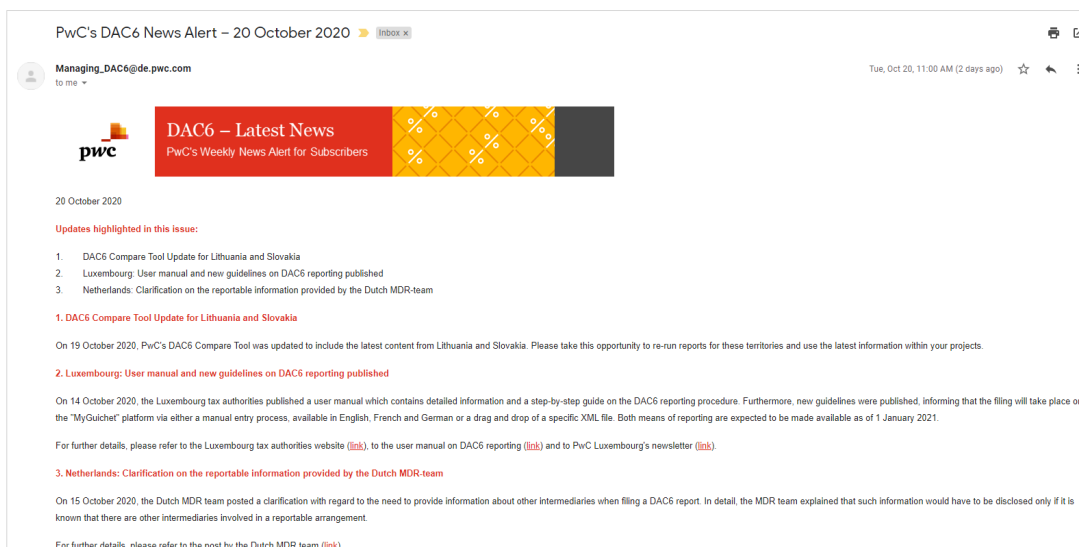 PwC's DAC6 News Alert – 20 October 2020
Inbox x
Managing_DAC6@de.pwc.com
Tue, Oct 20, 11:00 AM (2 days ago)
to me
pwc
DAC6 – Latest News
PwC's Weekly News Alert for Subscribers
20 October 2020
Updates highlighted in this issue:
1. DAC6 Compare Tool Update for Lithuania and Slovakia
2. Luxembourg: User manual and new guidelines on DAC6 reporting published
3. Netherlands: Clarification on the reportable information provided by the Dutch MDR-team
1. DAC6 Compare Tool Update for Lithuania and Slovakia
On 19 October 2020, PwC's DAC6 Compare Tool was updated to include the latest content from Lithuania and Slovakia. Please take this opportunity to re-run reports for these territories and use the latest information within your projects.
2. Luxembourg: User manual and new guidelines on DAC6 reporting published
On 14 October 2020, the Luxembourg tax authorities published a user manual which contains detailed information and a step-by-step guide on the DAC6 reporting procedure. Furthermore, new guidelines were published, informing that the filing will take place on
the "MyGuichet" platform via either a manual entry process, available in English, French and German or a drag and drop of a specific XML file. Both means of reporting are expected to be made available as of 1 January 2021.
For further details, please refer to the Luxembourg tax authorities website (link), to the user manual on DAC6 reporting (link) and to PwC Luxembourg's newsletter (link).
3. Netherlands: Clarification on the reportable information provided by the Dutch MDR-team
On 15 October 2020, the Dutch MDR team posted a clarification with regard to the need to provide information about other intermediaries when filing a DAC6 report. In detail, the MDR team explained that such information would have to be disclosed only if it is
known that there are other intermediaries involved in a reportable arrangement.
For further details, please refer to the post by the Dutch MDR team (link)